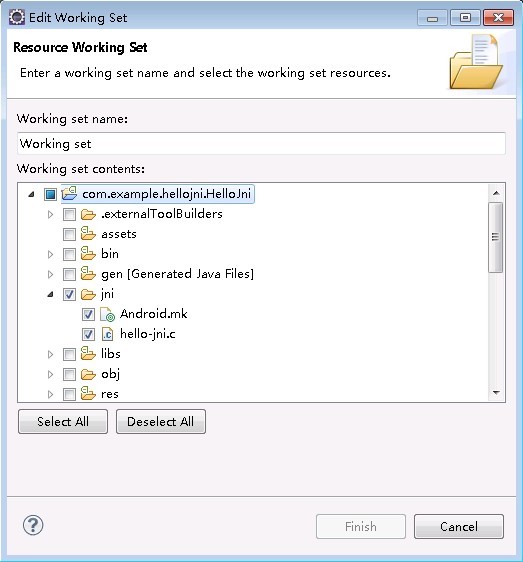 Edit Working Set
Resource Working Set
Enter a working set name and select the working set resources.
Working set name:
Working set
Working set contents:
com.example.hellojni.HelloJni
.externalToolBuilders
assets
bin
gen [Generated Java Files]
jni
Android.mk
hello-jni.c
libs
obj
res
Select All
Deselect All
Finish
Cancel